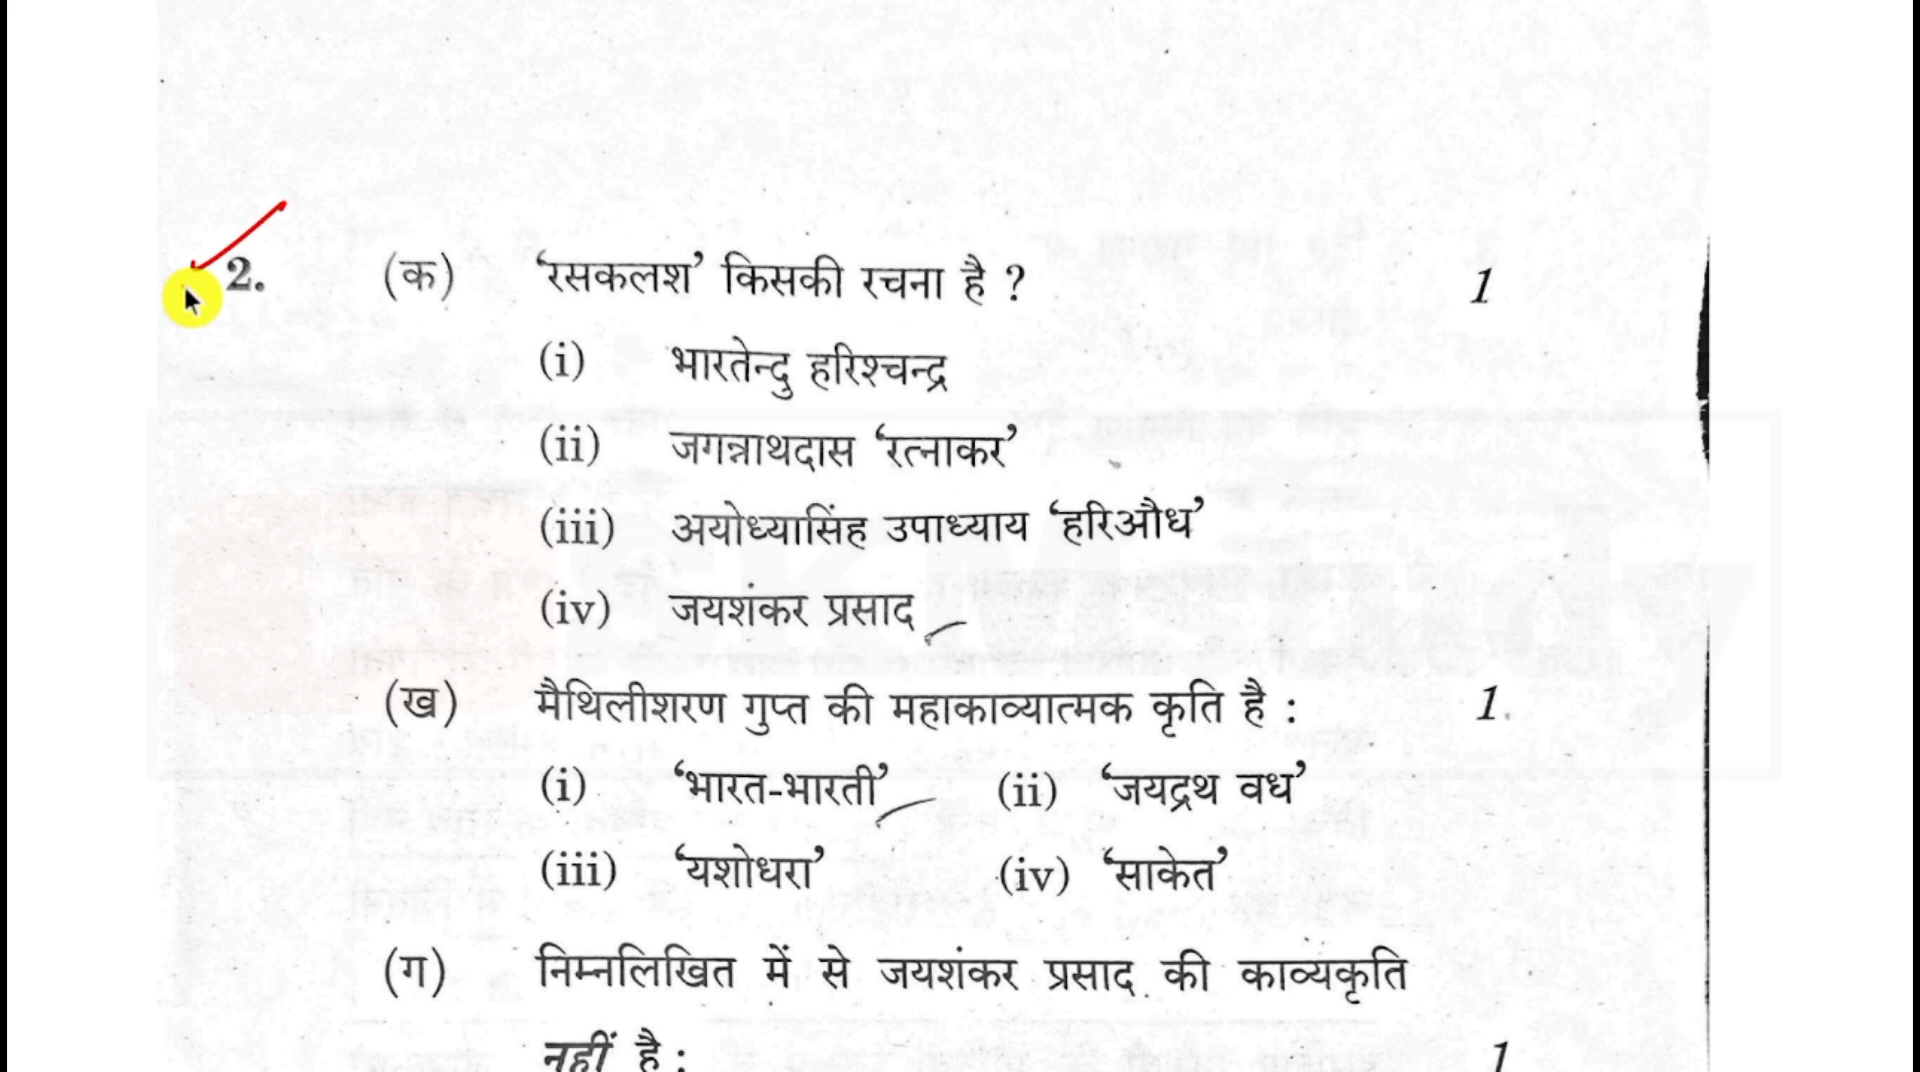 2. (क) ‘रसकलश’ किसकी रचना है ? 1
(i) भारतेन्दु हरिश्चन्द्र
(ii) जगन्नाथदास ‘रत्नाकर’
(iii) अयोध्यासिंह उपाध्याय ‘हरिऔध’
(iv) जयशंकर प्रसाद
(ख) मैथिलीशरण गुप्त की महाकाव्यात्मक कृति है : 1
(i) ‘भारत-भारती’ (ii) ‘जयद्रथ वध’
(iii) ‘यशोधरा’ (iv) ‘साकेत’
(ग) निम्नलिखित में से जयशंकर प्रसाद की काव्यकृति
नहीं है : 1